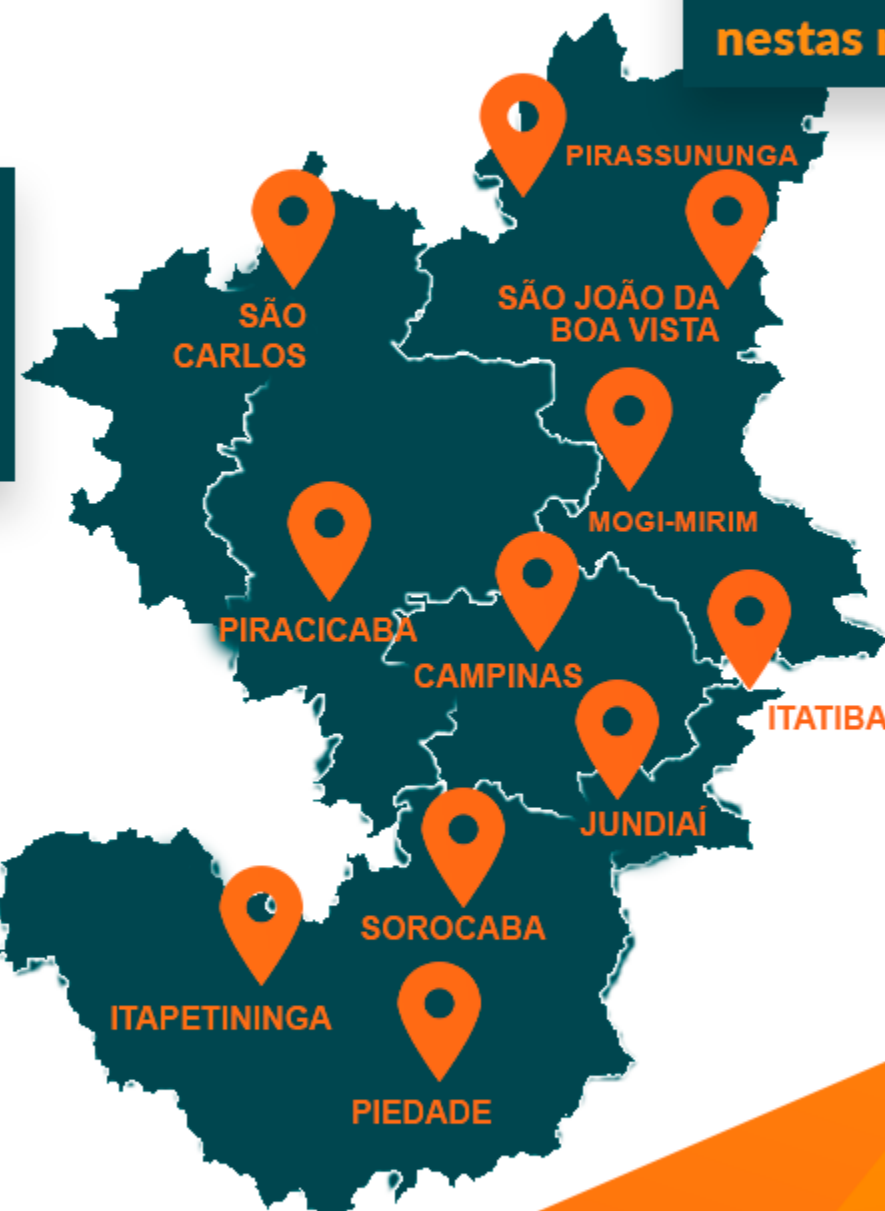 nestas
PIRASSUNUNGA
SÃO JOÃO DA
BOA VISTA
SÃO
CARLOS
MOGI-MIRIM
PIRACICABA
CAMPINAS
ITATIBA
JUNDIAÍ
SOROCABA
ITAPETININGA
PIEDADE